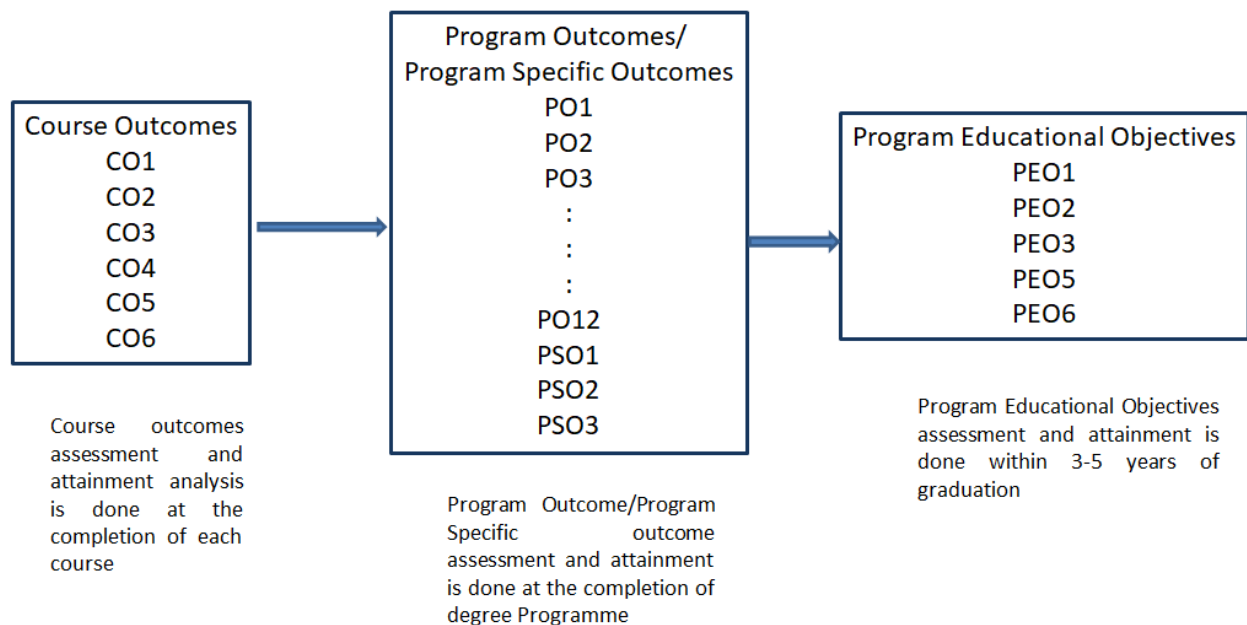 Course Outcomes
CO1
CO2
CO3
CO4
CO5
CO6
Course outcomes
assessment and
attainment analysis
is done at the
completion of each
course
Program Outcomes/
Program Specific Outcomes
PO1
PO2
PO3
:
:
:
PO12
PSO1
PSO2
PSO3
Program Outcome/Program
Specific outcome
assessment and attainment
is done at the completion of
degree Programme
Program Educational Objectives
PEO1
PEO2
PEO3
PEO5
PEO6
Program Educational Objectives
assessment and attainment is
done within 3-5 years of
graduation